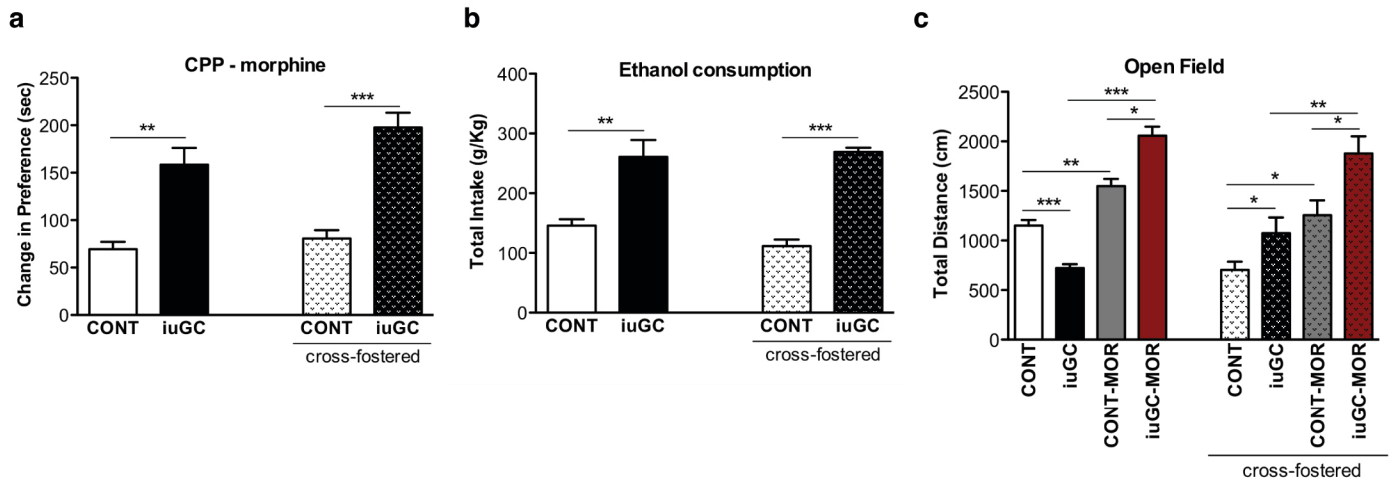 a
CPP - morphine
Change in Preference (sec)
250
200
150
100
50
0
**
***
CONT
iuGC
CONT
iuGC
cross-fostered
b
Ethanol consumption
Total Intake (g/Kg)
400
300
200
100
0
**
***
CONT
iuGC
CONT
iuGC
cross-fostered
c
Open Field
Total Distance (cm)
2500
2000
1500
1000
500
0
***
*
**
***
**
*
*
*
CONT
iuGC
CONT-MOR
iuGC-MOR
CONT
iuGC
CONT-MOR
iuGC-MOR
cross-fostered